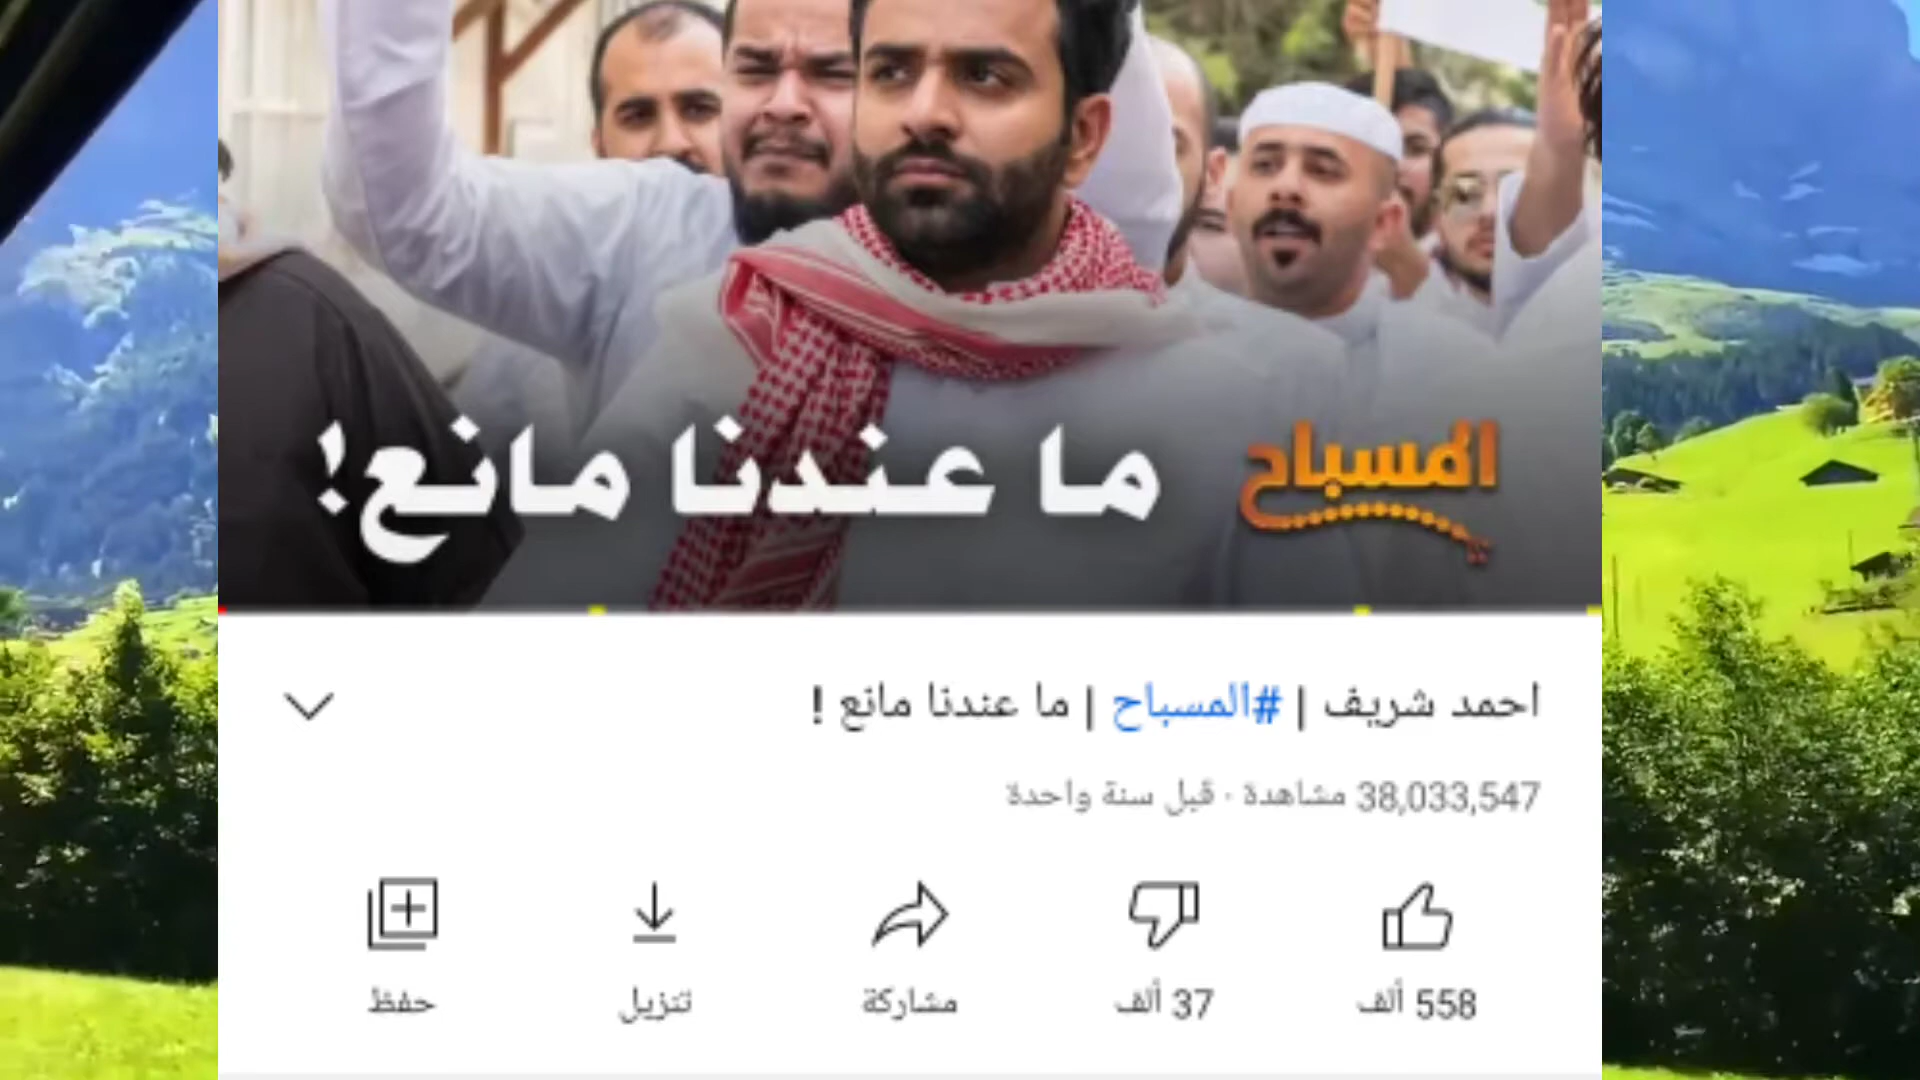 المسباح ما عندنا مانع!
احمد شريف | #المسباح | ما عندنا مانع !
38,033,547 مشاهدة · قبل سنة واحدة
558 ألف 37 ألف مشاركة تنزيل حفظ